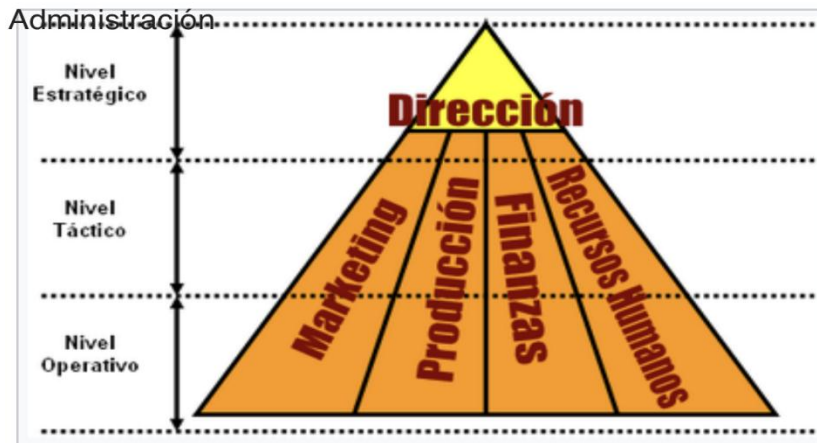 Administración
Nivel
Estratégico
Dirección
Nivel
Táctico
Marketing
Producción
Finanzas
Recursos Humanos
Nivel
Operativo